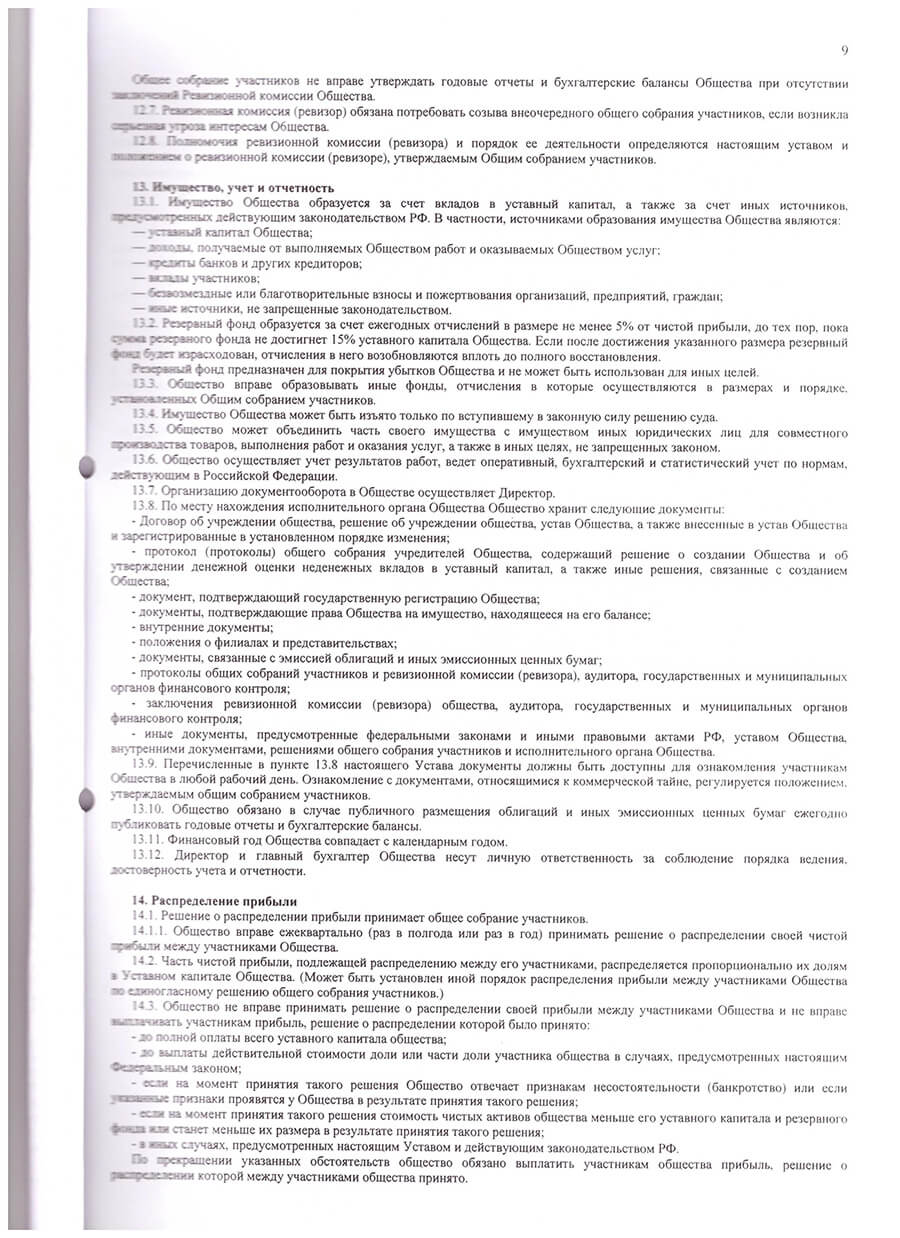 9
Общее собрание участников не вправе утверждать годовые отчеты и бухгалтерские балансы Общества при отсутствии
заключений Ревизионной комиссии Общества.
12.7. Ревизионная комиссия (ревизор) обязана потребовать созыва внеочередного общего собрания участников, если возникла
серьезная угроза интересам Общества.
12.8. Полномочия ревизионной комиссии (ревизора) и порядок ее деятельности определяются настоящим уставом и
положением о ревизионной комиссии (ревизоре), утверждаемым Общим собранием участников.
13. Имущество, учет и отчетность
13.1. Имущество Общества образуется за счет вкладов в уставный капитал, а также за счет иных источников,
предусмотренных действующим законодательством РФ. В частности, источниками образования имущества Общества являются:
— уставный капитал Общества;
— доходы, получаемые от выполняемых Обществом работ и оказываемых Обществом услуг;
— кредиты банков и других кредиторов;
— вклады участников;
— безвозмездные или благотворительные взносы и пожертвования организаций, предприятий, граждан;
— иные источники, не запрещенные законодательством.
13.2. Резервный фонд образуется за счет ежегодных отчислений в размере не менее 5% от чистой прибыли, до тех пор, пока
сумма резервного фонда не достигнет 15% уставного капитала Общества. Если после достижения указанного размера резервный
фонд будет израсходован, отчисления в него возобновляются вплоть до полного восстановления.
Резервный фонд предназначен для покрытия убытков Общества и не может быть использован для иных целей.
13.3. Общество вправе образовывать иные фонды, отчисления в которые осуществляются в размерах и порядке,
установленных Общим собранием участников.
13.4. Имущество Общества может быть изъято только по вступившему в законную силу решению суда.
13.5. Общество может объединить часть своего имущества с имуществом иных юридических лиц для совместного
производства товаров, выполнения работ и оказания услуг, а также в иных целях, не запрещенных законом.
13.6. Общество осуществляет учет результатов работ, ведет оперативный, бухгалтерский и статистический учет по нормам,
действующим в Российской Федерации.
13.7. Организацию документооборота в Обществе осуществляет Директор.
13.8. По месту нахождения исполнительного органа Общества Общество хранит следующие документы:
- Договор об учреждении общества, решение об учреждении общества, устав Общества, а также внесенные в устав Общества
и зарегистрированные в установленном порядке изменения;
- протокол (протоколы) общего собрания учредителей Общества, содержащий решение о создании Общества и об
утверждении денежной оценки неденежных вкладов в уставный капитал, а также иные решения, связанные с созданием
Общества;
- документ, подтверждающий государственную регистрацию Общества;
- документы, подтверждающие права Общества на имущество, находящееся на его балансе;
- внутренние документы;
- положения о филиалах и представительствах;
- документы, связанные с эмиссией облигаций и иных эмиссионных ценных бумаг;
- протоколы общих собраний участников и ревизионной комиссии (ревизора), аудитора, государственных и муниципальных
органов финансового контроля;
- заключения ревизионной комиссии (ревизора) общества, аудитора, государственных и муниципальных органов
финансового контроля;
- иные документы, предусмотренные федеральными законами и иными правовыми актами РФ, уставом Общества,
внутренними документами, решениями общего собрания участников и исполнительного органа Общества.
13.9. Перечисленные в пункте 13.8 настоящего Устава документы должны быть доступны для ознакомления участникам
Общества в любой рабочий день. Ознакомление с документами, относящимися к коммерческой тайне, регулируется положением,
утверждаемым общим собранием участников.
13.10. Общество обязано в случае публичного размещения облигаций и иных эмиссионных ценных бумаг ежегодно
публиковать годовые отчеты и бухгалтерские балансы.
13.11. Финансовый год Общества совпадает с календарным годом.
13.12. Директор и главный бухгалтер Общества несут личную ответственность за соблюдение порядка ведения,
достоверность учета и отчетности.
14. Распределение прибыли
14.1. Решение о распределении прибыли принимает общее собрание участников.
14.1.1. Общество вправе ежеквартально (раз в полгода или раз в год) принимать решение о распределении своей чистой
прибыли между участниками Общества.
14.2. Часть чистой прибыли, подлежащей распределению между его участниками, распределяется пропорционально их долям
в Уставном капитале Общества. (Может быть установлен иной порядок распределения прибыли между участниками Общества
по единогласному решению общего собрания участников.)
14.3. Общество не вправе принимать решение о распределении своей прибыли между участниками Общества и не вправе
выплачивать участникам прибыль, решение о распределении которой было принято:
- до полной оплаты всего уставного капитала общества;
- до выплаты действительной стоимости доли или части доли участника общества в случаях, предусмотренных настоящим
Федеральным законом;
- если на момент принятия такого решения Общество отвечает признакам несостоятельности (банкротство) или если
указанные признаки проявятся у Общества в результате принятия такого решения;
- если на момент принятия такого решения стоимость чистых активов общества меньше его уставного капитала и резервного
фонда или станет меньше их размера в результате принятия такого решения;
- в иных случаях, предусмотренных настоящим Уставом и действующим законодательством РФ.
По прекращении указанных обстоятельств общество обязано выплатить участникам общества прибыль, решение о
распределении которой между участниками общества принято.